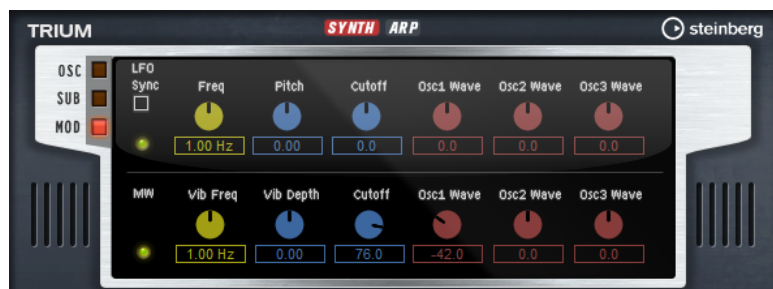 TRIUM SYNTH ARP steinberg
OSC
SUB
MOD
LFO
Sync Freq Pitch Cutoff Osc1 Wave Osc2 Wave Osc3 Wave
1.00 Hz 0.00 0.0 0.0 0.0 0.0
MW Vib Freq Vib Depth Cutoff Osc1 Wave Osc2 Wave Osc3 Wave
1.00 Hz 0.00 76.0 -42.0 0.0 0.0